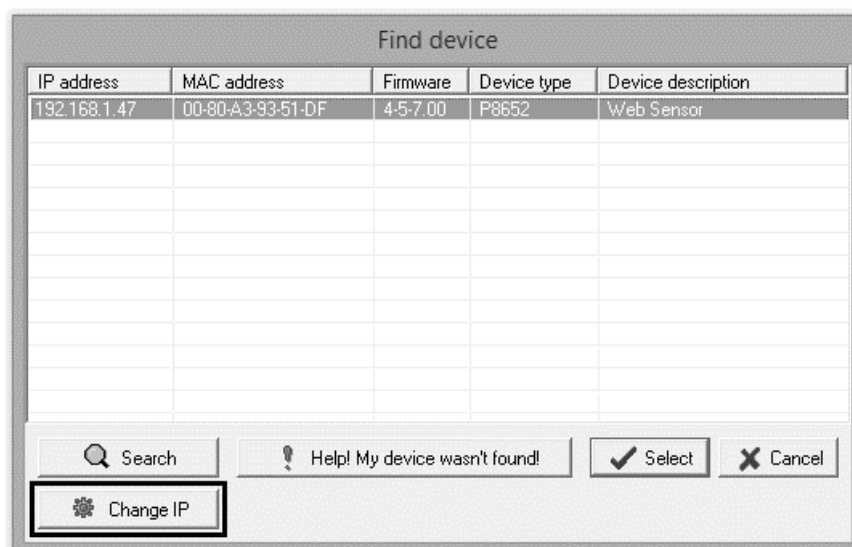 Find device
IP address MAC address Firmware Device type Device description
192.168.1.47 00-80-A3-93-51-DF 4-5-7.00 P8652 Web Sensor
Search Help! My device wasn't found! Select Cancel
Change IP